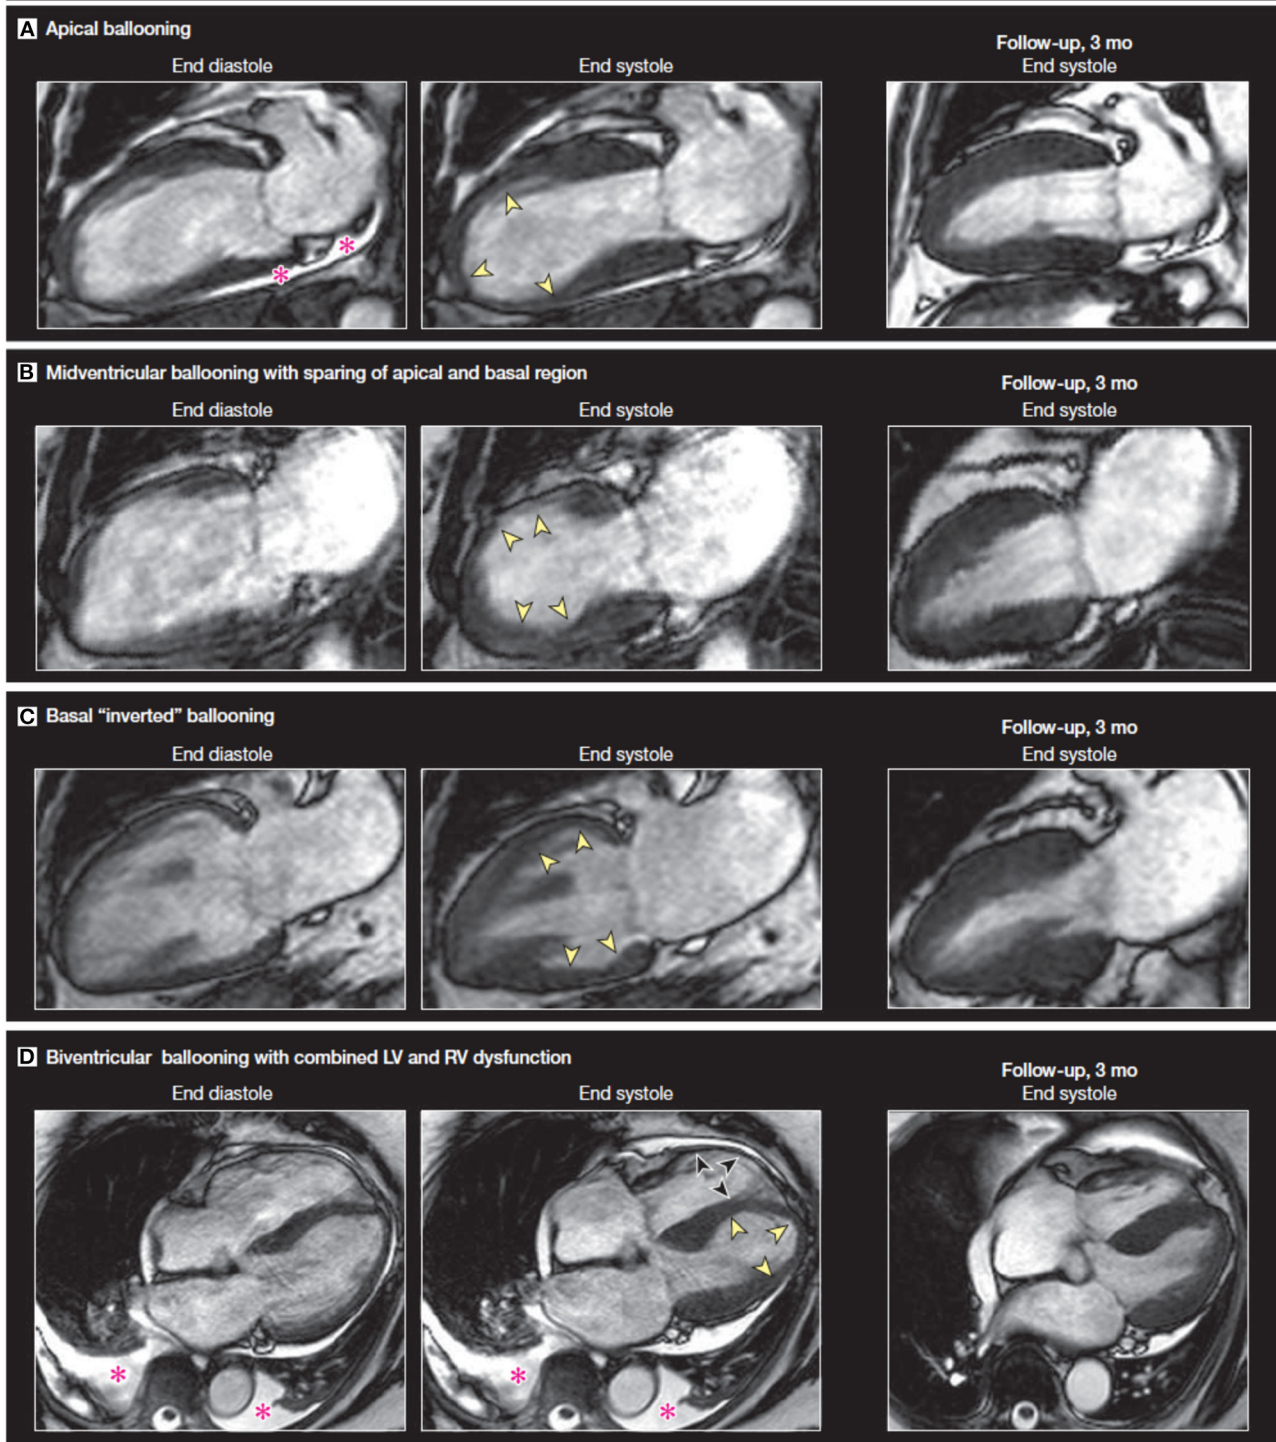 A Apical ballooning
Follow-up, 3 mo
End diastole End systole End systole
B Midventricular ballooning with sparing of apical and basal region
Follow-up, 3 mo
End diastole End systole End systole
C Basal “inverted” ballooning
Follow-up, 3 mo
End diastole End systole End systole
D Biventricular ballooning with combined LV and RV dysfunction
Follow-up, 3 mo
End diastole End systole End systole